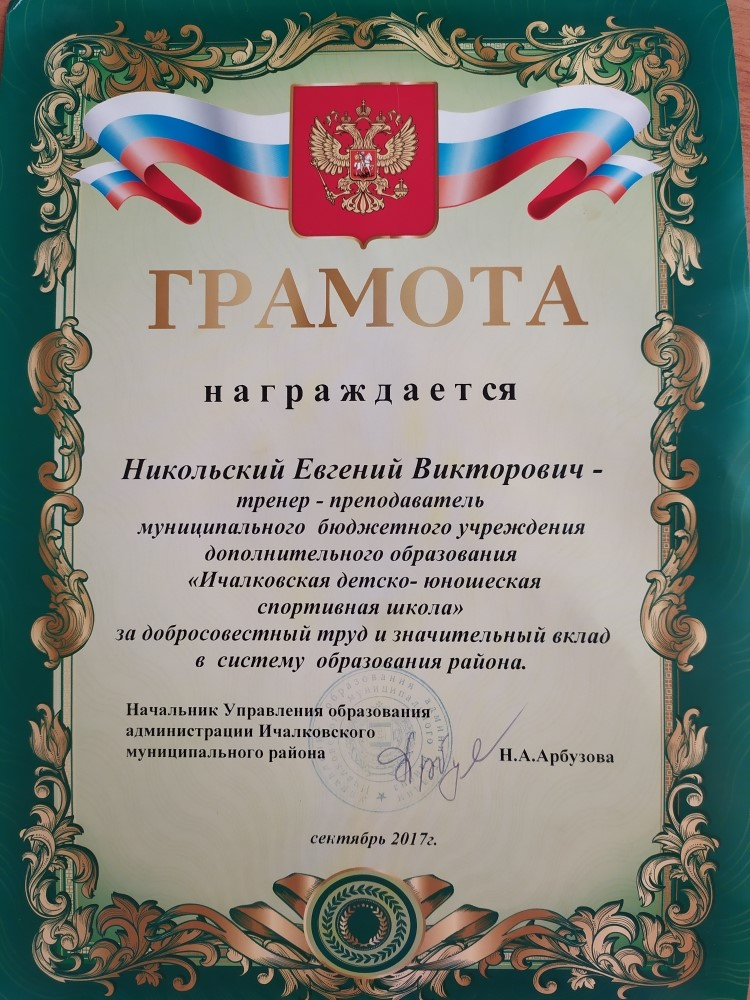 ГРАМОТА
награждается
Никольский Евгений Викторович -
тренер - преподаватель
муниципального бюджетного учреждения
дополнительного образования
«Ичалковская детско- юношеская
спортивная школа»
за добросовестный труд и значительный вклад
в систему образования района.
Начальник Управления образования
администрации Ичалковского
муниципального района
Н.А.Арбузова
сентябрь 2017г.